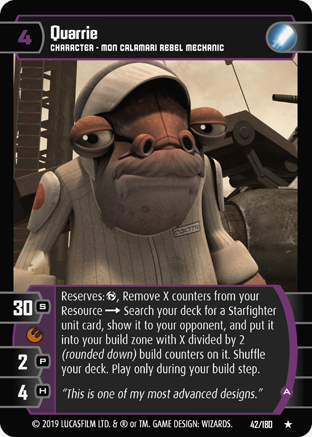 4 Quarrie
CHARACTER • MON CALAMARI REBEL MECHANIC
30 S
2 P
4 H
Reserves: , Remove X counters from your
Resource → Search your deck for a Starfighter
unit card, show it to your opponent, and put it
into your build zone with X divided by 2
(rounded down) build counters on it. Shuffle
your deck. Play only during your build step.
“This is one of my most advanced designs.”
A
© 2019 LUCASFILM LTD. & ® OR TM. GAME DESIGN: WIZARDS. 42/180 ★